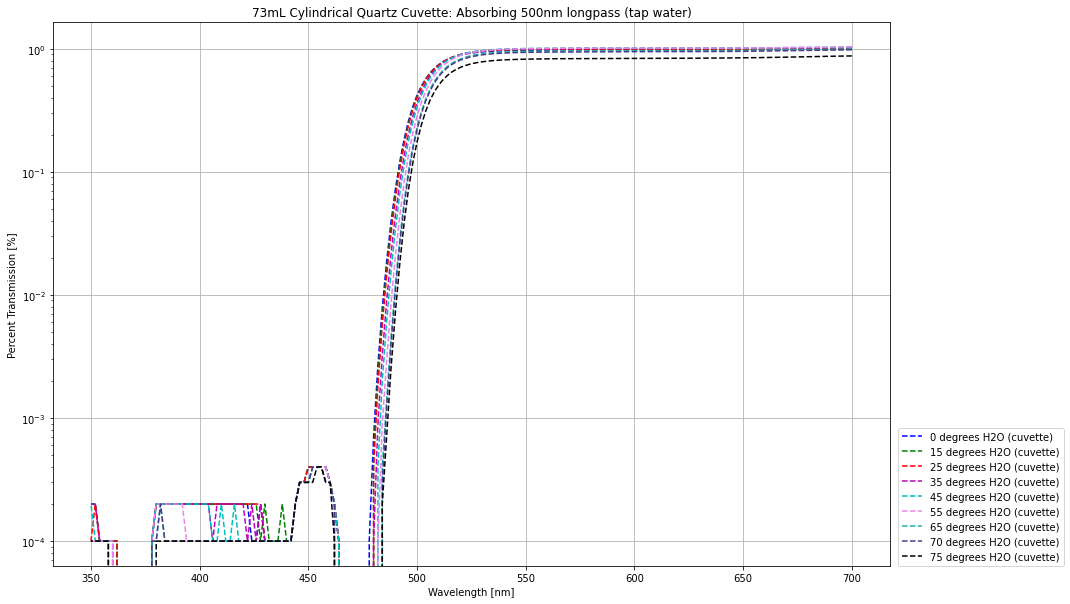 73mL Cylindrical Quartz Cuvette: Absorbing 500nm longpass (tap water)
Percent Transmission [%]
10⁰
10⁻¹
10⁻²
10⁻³
10⁻⁴
350 400 450 500 550 600 650 700
Wavelength [nm]
0 degrees H2O (cuvette)
15 degrees H2O (cuvette)
25 degrees H2O (cuvette)
35 degrees H2O (cuvette)
45 degrees H2O (cuvette)
55 degrees H2O (cuvette)
65 degrees H2O (cuvette)
70 degrees H2O (cuvette)
75 degrees H2O (cuvette)